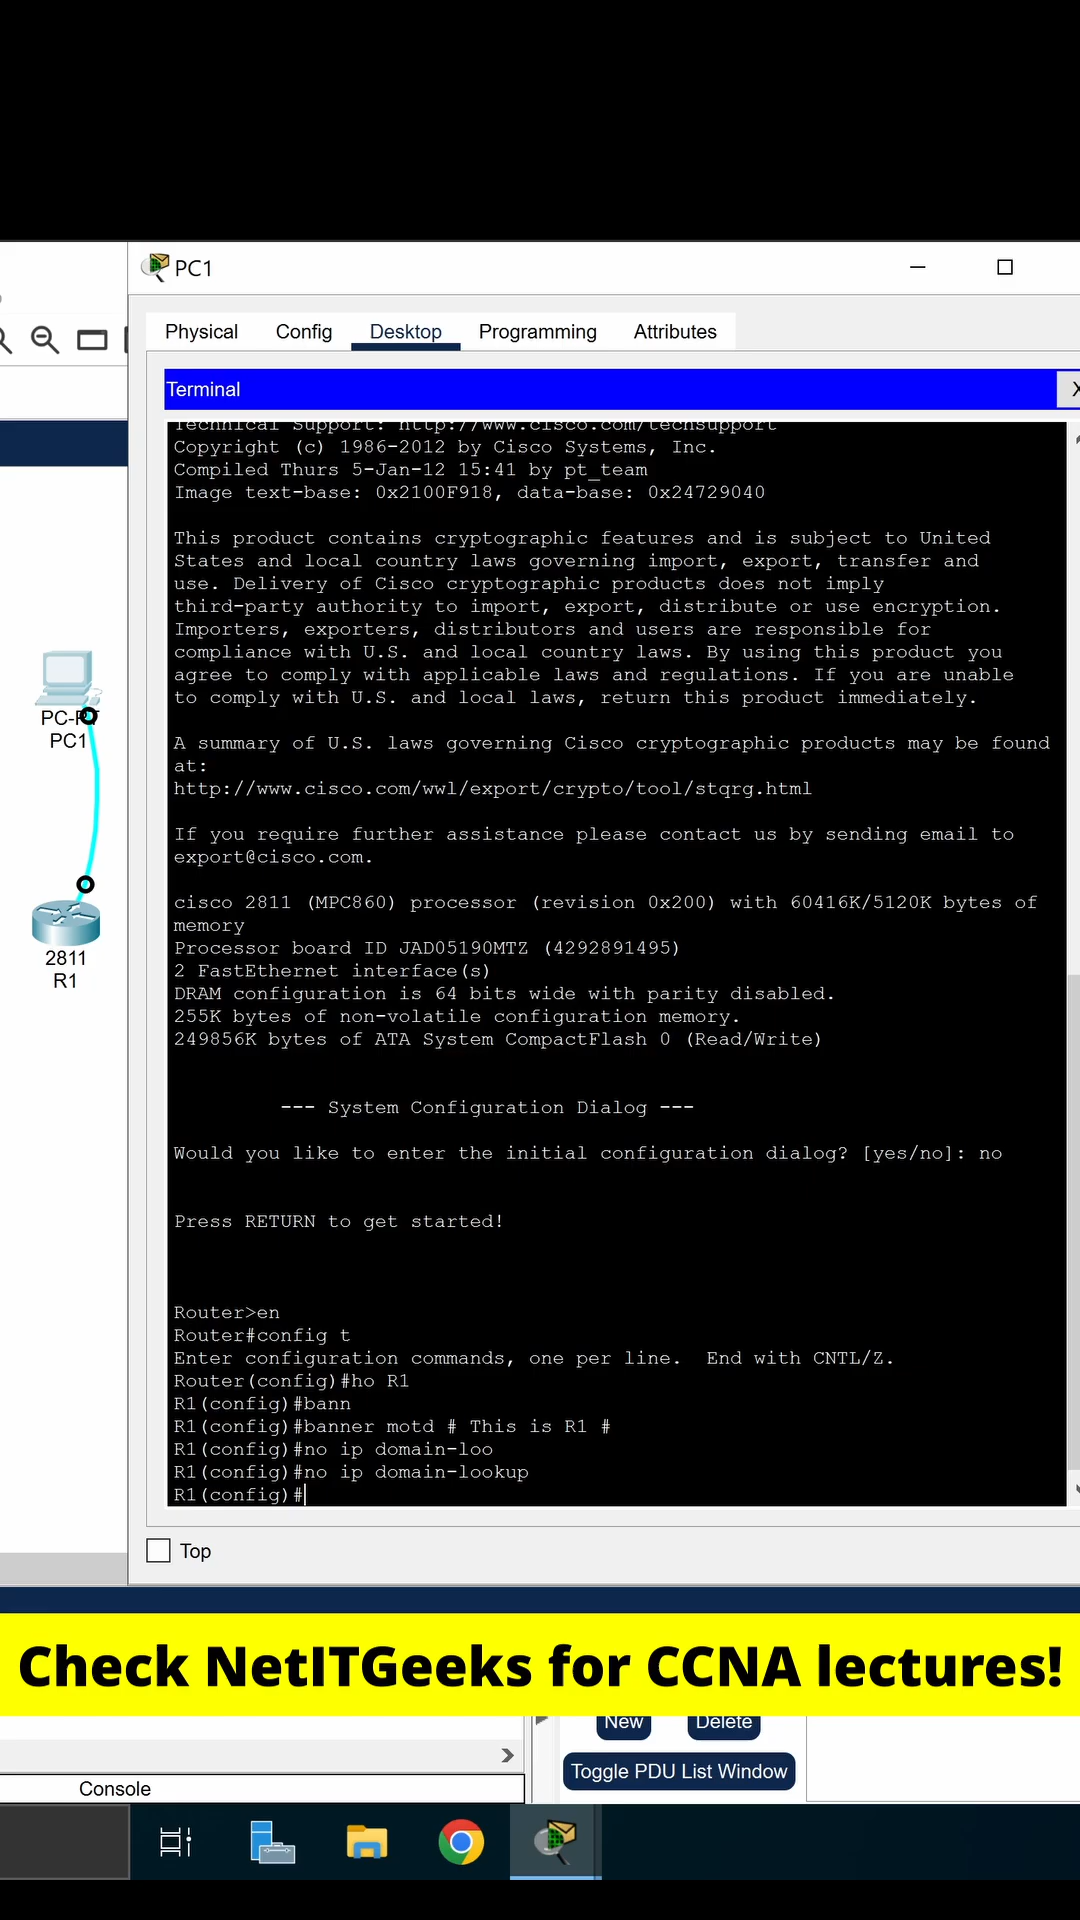 PC1
Physical Config Desktop Programming Attributes
Terminal X
Technical Support: http://www.cisco.com/techsupport
Copyright (c) 1986-2012 by Cisco Systems, Inc.
Compiled Thurs 5-Jan-12 15:41 by pt_team
Image text-base: 0x2100F918, data-base: 0x24729040
This product contains cryptographic features and is subject to United
States and local country laws governing import, export, transfer and
use. Delivery of Cisco cryptographic products does not imply
third-party authority to import, export, distribute or use encryption.
Importers, exporters, distributors and users are responsible for
compliance with U.S. and local country laws. By using this product you
agree to comply with applicable laws and regulations. If you are unable
to comply with U.S. and local laws, return this product immediately.
A summary of U.S. laws governing Cisco cryptographic products may be found
at:
http://www.cisco.com/wwl/export/crypto/tool/stqrg.html
If you require further assistance please contact us by sending email to
export@cisco.com.
cisco 2811 (MPC860) processor (revision 0x200) with 60416K/5120K bytes of
memory
Processor board ID JAD05190MTZ (4292891495)
2 FastEthernet interface(s)
DRAM configuration is 64 bits wide with parity disabled.
255K bytes of non-volatile configuration memory.
249856K bytes of ATA System CompactFlash 0 (Read/Write)
--- System Configuration Dialog ---
Would you like to enter the initial configuration dialog? [yes/no]: no
Press RETURN to get started!
Router>en
Router#config t
Enter configuration commands, one per line.  End with CNTL/Z.
Router(config)#ho R1
R1(config)#bann
R1(config)#banner motd # This is R1 #
R1(config)#no ip domain-loo
R1(config)#no ip domain-lookup
R1(config)#
PC-PT
PC1
2811
R1
Top
Check NetITGeeks for CCNA lectures!
New Delete
Toggle PDU List Window
Console